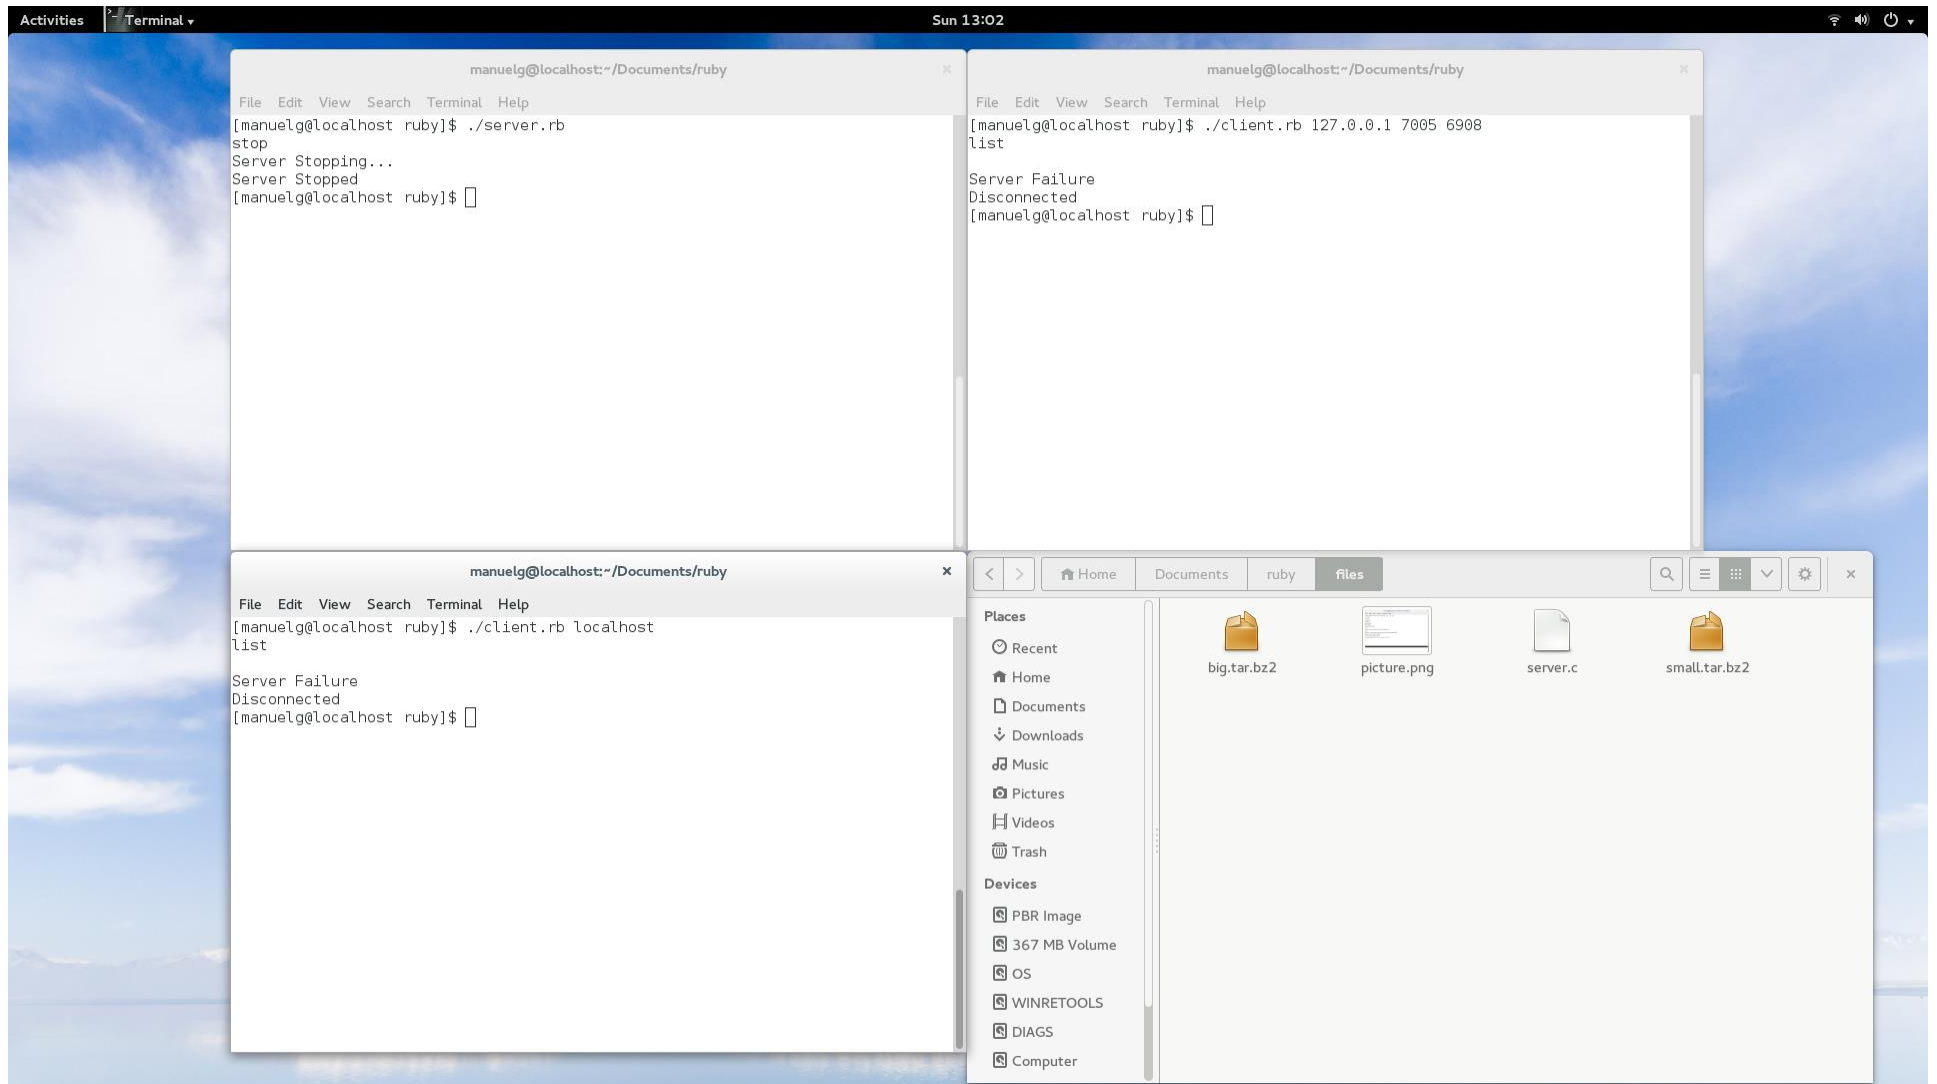 Activities Terminal Sun 13:02
manuelg@localhost:~/Documents/ruby
File Edit View Search Terminal Help
[manuelg@localhost ruby]$ ./server.rb
stop
Server Stopping...
Server Stopped
[manuelg@localhost ruby]$
manuelg@localhost:~/Documents/ruby
File Edit View Search Terminal Help
[manuelg@localhost ruby]$ ./client.rb 127.0.0.1 7005 6908
list
Server Failure
Disconnected
[manuelg@localhost ruby]$
manuelg@localhost:~/Documents/ruby
File Edit View Search Terminal Help
[manuelg@localhost ruby]$ ./client.rb localhost
list
Server Failure
Disconnected
[manuelg@localhost ruby]$
Home Documents ruby files
Places
Recent
Home
Documents
Downloads
Music
Pictures
Videos
Trash
Devices
PBR Image
367 MB Volume
OS
WINRETOOLS
DIAGS
Computer
big.tar.bz2 picture.png server.c small.tar.bz2